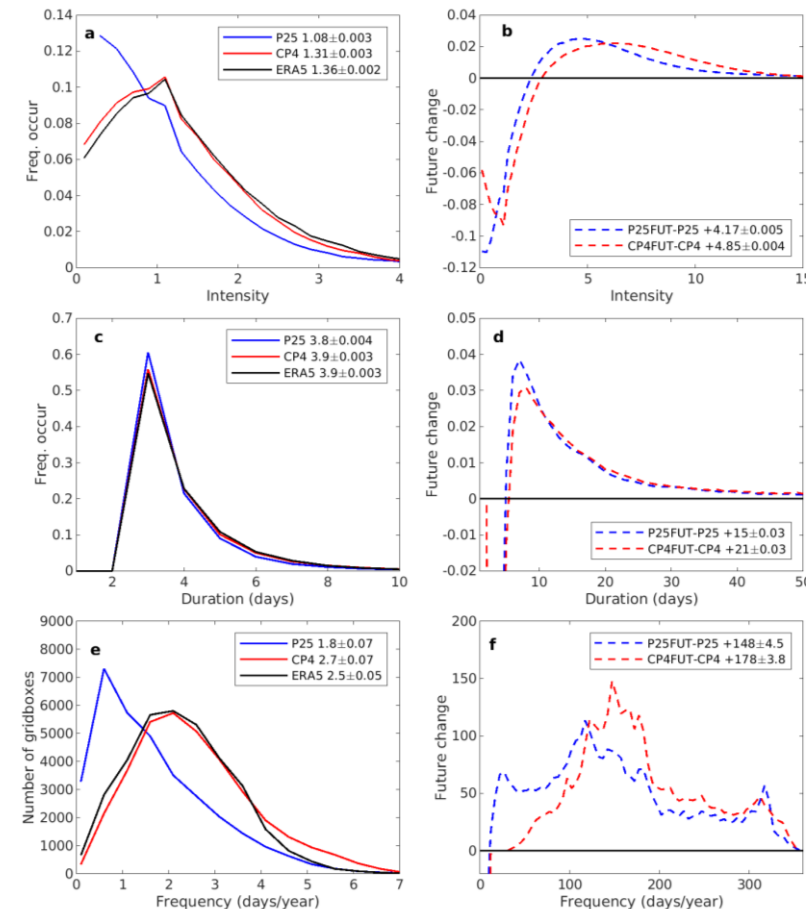 a
P25 1.08±0.003
CP4 1.31±0.003
ERA5 1.36±0.002
Freq. occur
0.14
0.12
0.1
0.08
0.06
0.04
0.02
0
0 1 2 3 4
Intensity
b
Future change
0.04
0.02
0
-0.02
-0.04
-0.06
-0.08
-0.1
-0.12
P25FUT-P25 +4.17±0.005
CP4FUT-CP4 +4.85±0.004
0 5 10 15
Intensity
c
P25 3.8±0.004
CP4 3.9±0.003
ERA5 3.9±0.003
Freq. occur
0.7
0.6
0.5
0.4
0.3
0.2
0.1
0
2 4 6 8 10
Duration (days)
d
Future change
0.05
0.04
0.03
0.02
0.01
0
-0.01
-0.02
P25FUT-P25 +15±0.03
CP4FUT-CP4 +21±0.03
10 20 30 40 50
Duration (days)
e
P25 1.8±0.07
CP4 2.7±0.07
ERA5 2.5±0.05
Number of gridboxes
9000
8000
7000
6000
5000
4000
3000
2000
1000
0
0 1 2 3 4 5 6 7
Frequency (days/year)
f
P25FUT-P25 +148±4.5
CP4FUT-CP4 +178±3.8
Future change
200
150
100
50
0
0 100 200 300
Frequency (days/year)